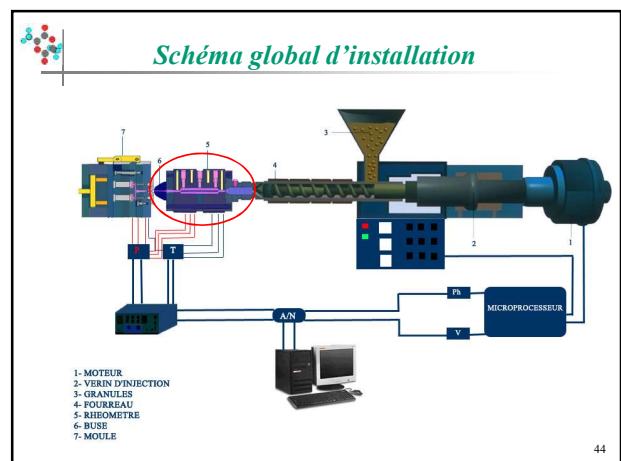 Schéma global d'installation
7
6
5
4
3
2
1
P
T
Ph
V
A/N
MICROPROCESSEUR
1- MOTEUR
2- VERIN D'INJECTION
3- GRANULES
4- FOURREAU
5- RHEOMETRE
6- BUSE
7- MOULE
44